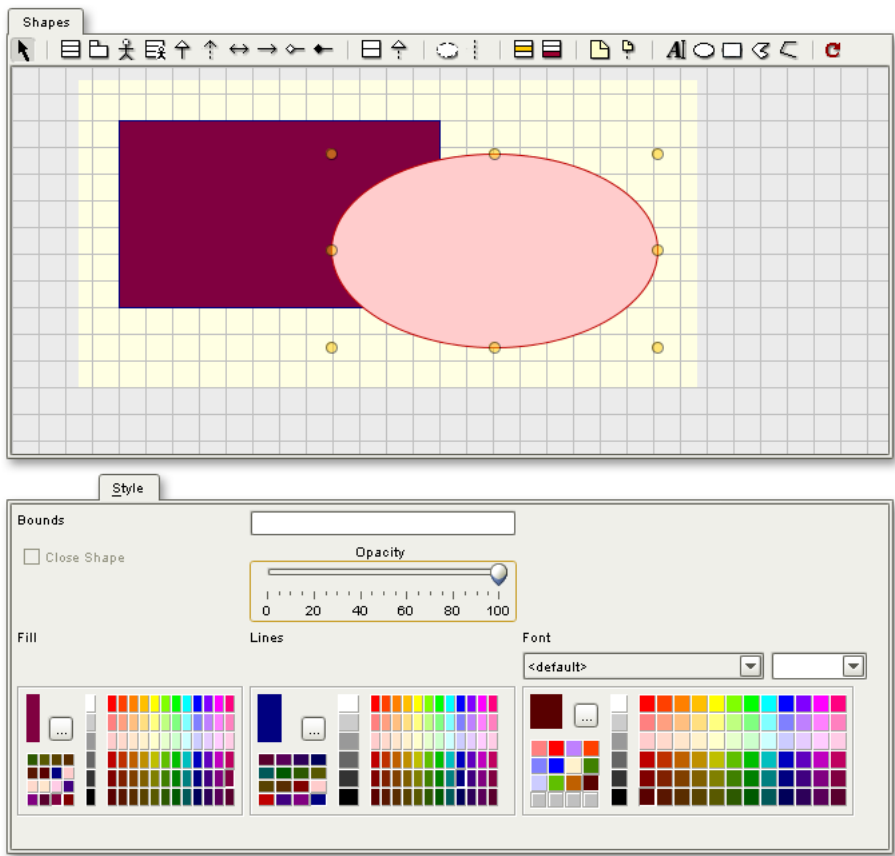 Shapes
A
Style
Bounds
Close Shape
Opacity
0 20 40 60 80 100
Fill
Lines
Font
<default>
...
...
...